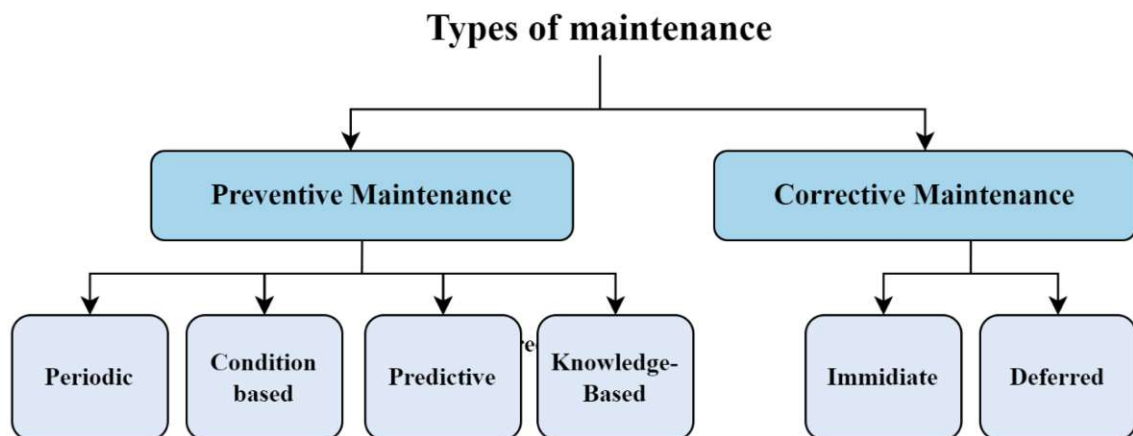 Types of maintenance
Preventive Maintenance
Corrective Maintenance
Periodic
Condition
based
Predictive
Knowledge-
Based
Immidiate
Deferred